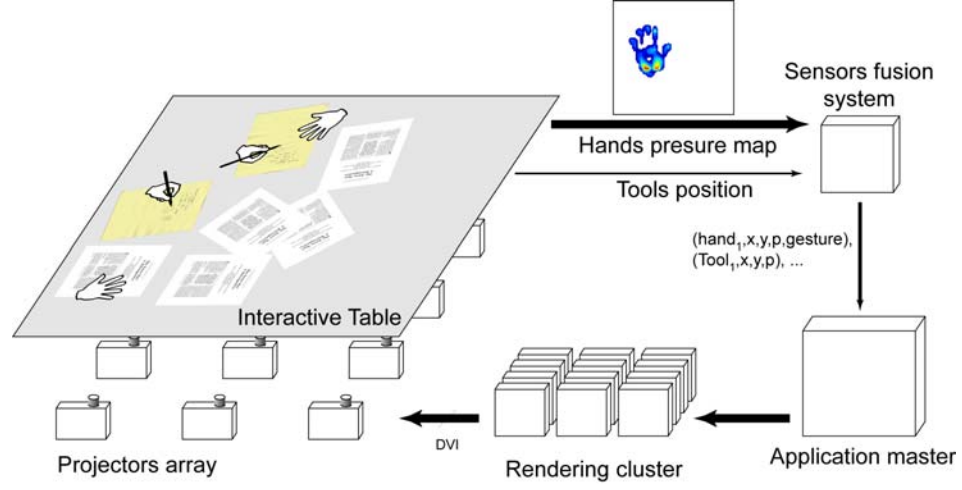 Sensors fusion
system
Hands presure map
Tools position
(hand1,x,y,p,gesture),
(Tool1,x,y,p), ...
Interactive Table
DVI
Projectors array
Rendering cluster
Application master